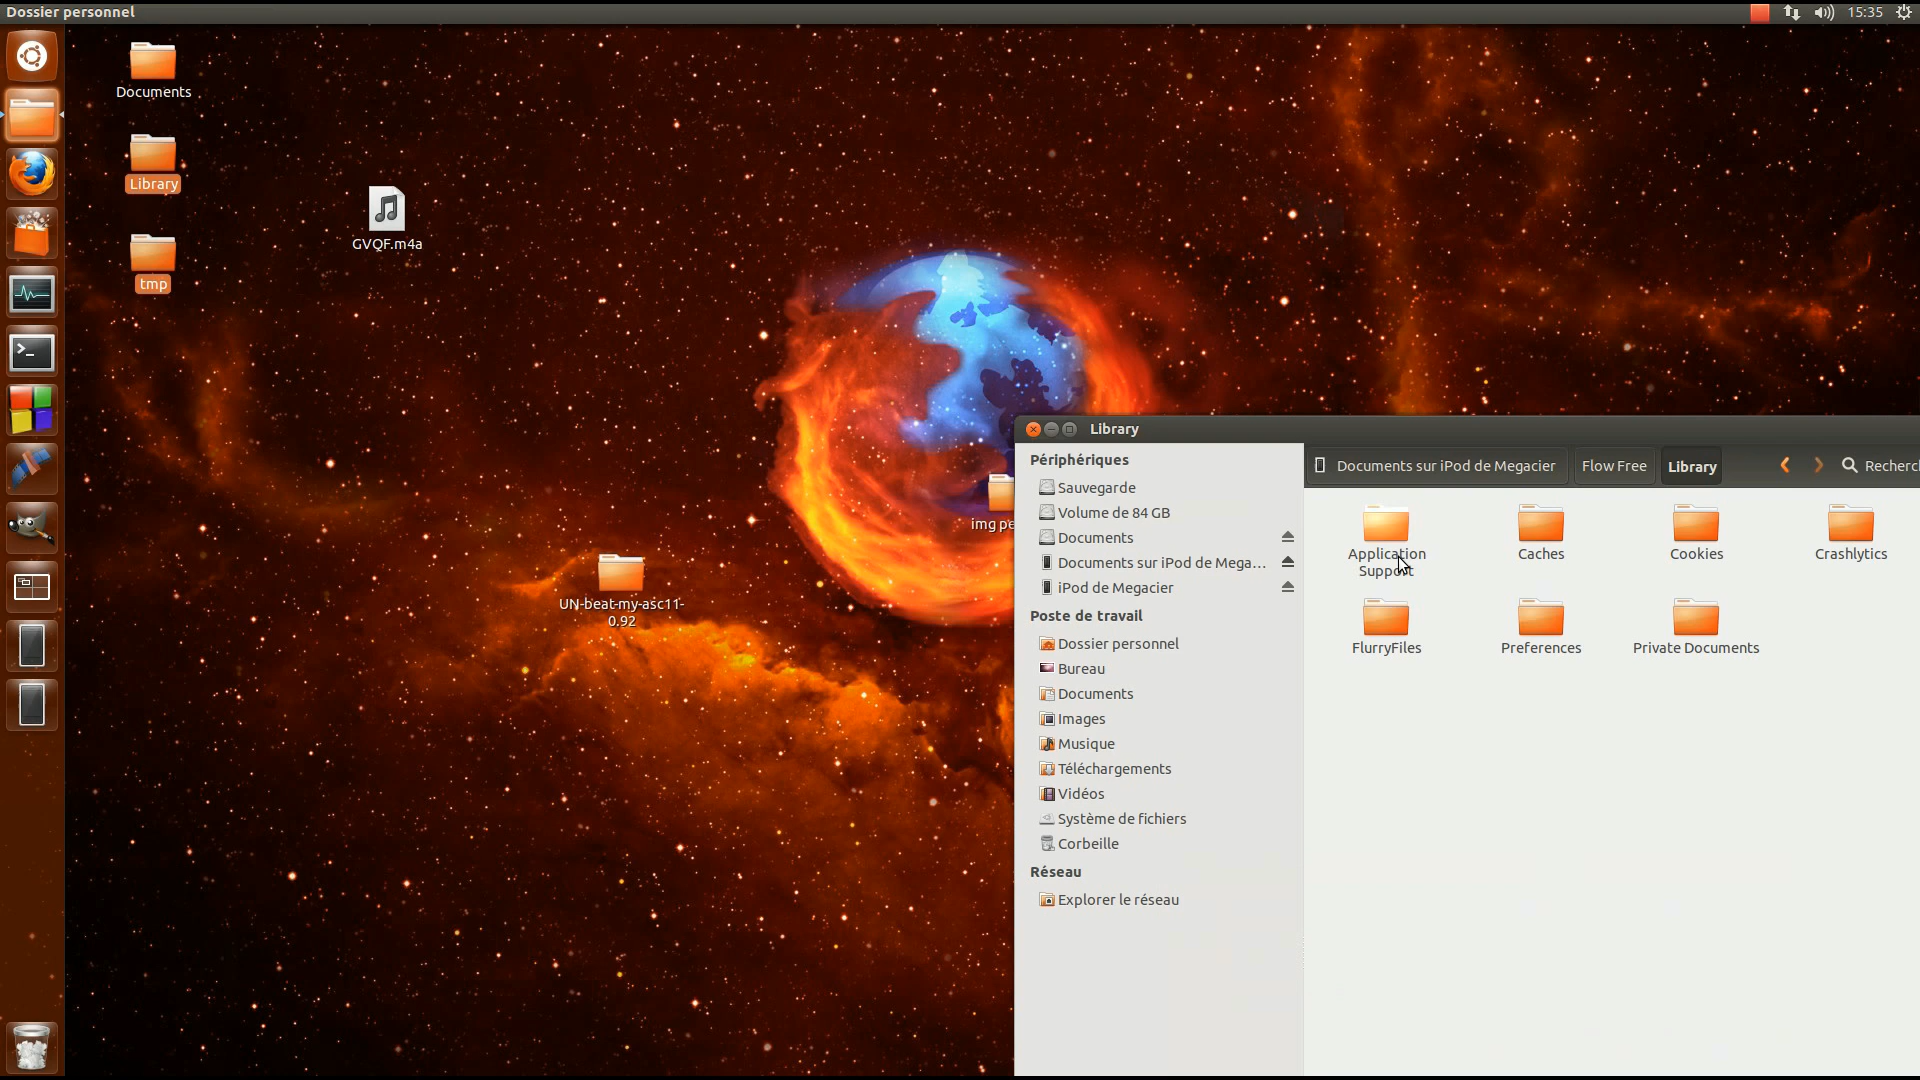 Dossier personnel
15:35
Documents
Library
tmp
GVQF.m4a
UN-beat-my-asc11-
0.92
img pe
Library
Périphériques
Sauvegarde
Volume de 84 GB
Documents
Documents sur iPod de Mega...
iPod de Megacier
Poste de travail
Dossier personnel
Bureau
Documents
Images
Musique
Téléchargements
Vidéos
Système de fichiers
Corbeille
Réseau
Explorer le réseau
Documents sur iPod de Megacier
Flow Free
Library
Recherc
Application
Support
Caches
Cookies
Crashlytics
FlurryFiles
Preferences
Private Documents